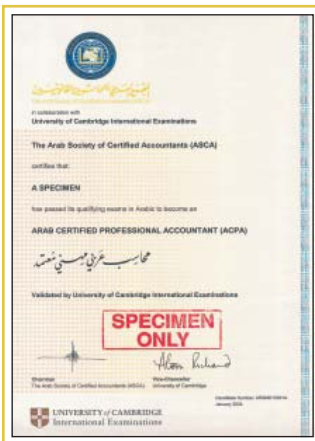 in collaboration with
University of Cambridge International Examinations
The Arab Society of Certified Accountants (ASCA)
certifies that:
A SPECIMEN
has passed its qualifying exams in Arabic to become an
ARAB CERTIFIED PROFESSIONAL ACCOUNTANT (ACPA)
محاسب عربي مهني معتمد
Validated by University of Cambridge International Examinations
SPECIMEN
ONLY
Chairman
The Arab Society of Certified Accountants (ASCA)
Vice-Chancellor
University of Cambridge
January 2004
UNIVERSITY of CAMBRIDGE
International Examinations